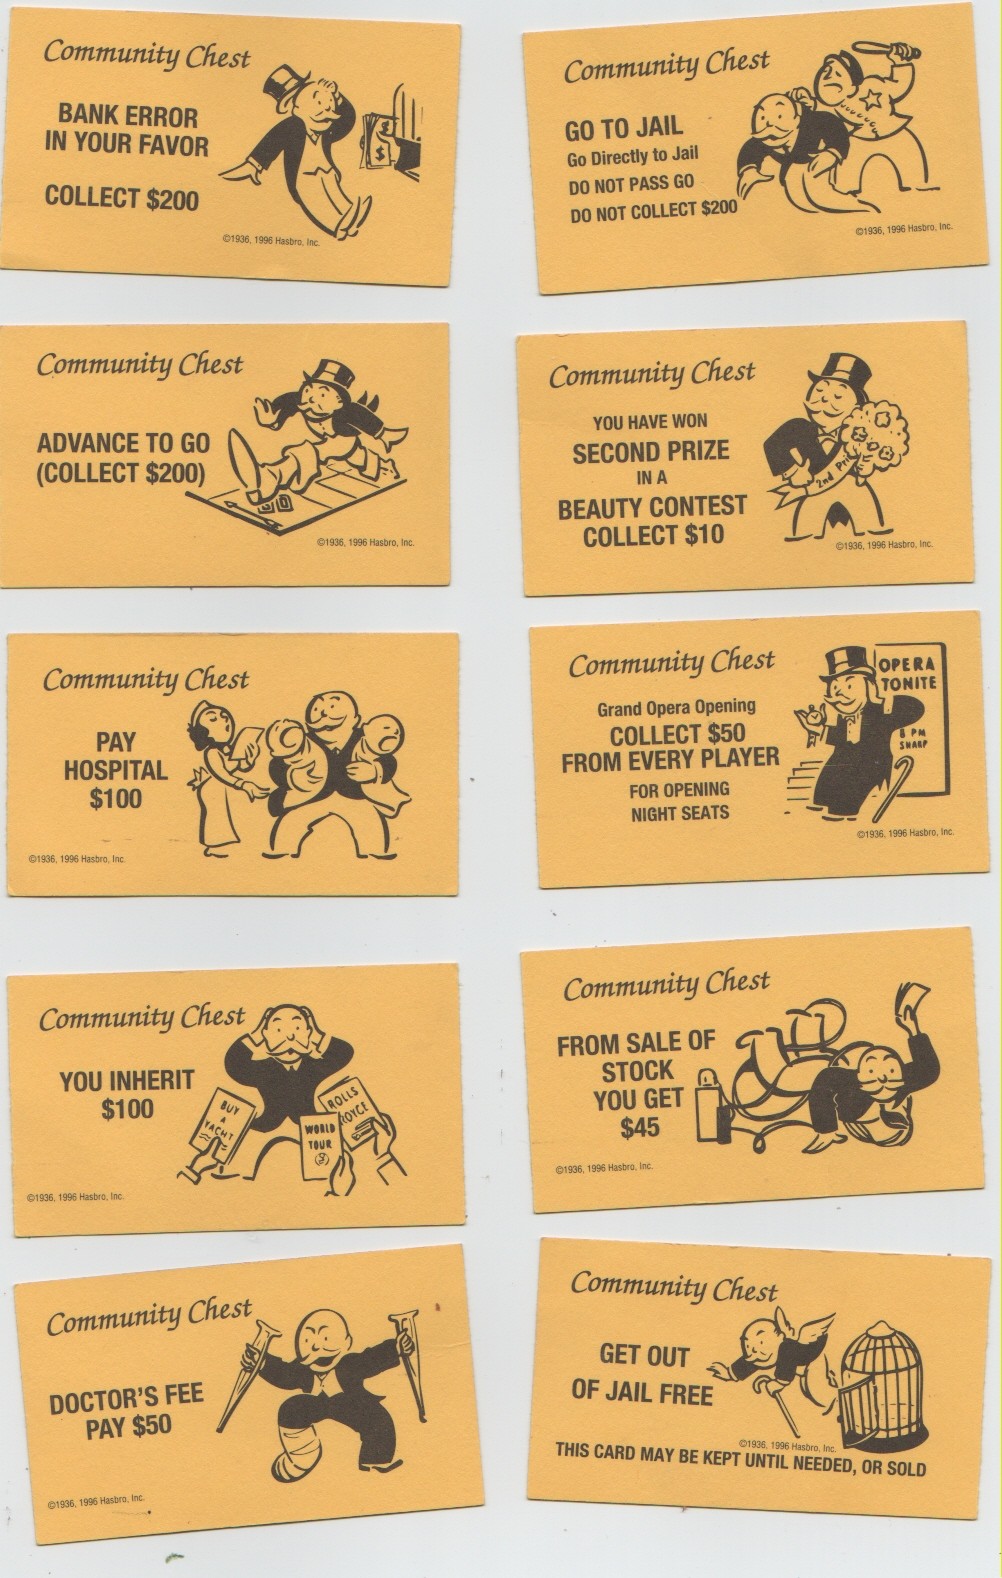 Community Chest
BANK ERROR
IN YOUR FAVOR
COLLECT $200
$
$
©1936, 1996 Hasbro, Inc.
Community Chest
GO TO JAIL
Go Directly to Jail
DO NOT PASS GO
DO NOT COLLECT $200
©1936, 1996 Hasbro, Inc.
Community Chest
ADVANCE TO GO
(COLLECT $200)
©1936, 1996 Hasbro, Inc.
Community Chest
YOU HAVE WON
SECOND PRIZE
IN A
BEAUTY CONTEST
COLLECT $10
2nd Pri
©1936, 1996 Hasbro, Inc.
Community Chest
PAY
HOSPITAL
$100
©1936, 1996 Hasbro, Inc.
Community Chest
Grand Opera Opening
COLLECT $50
FROM EVERY PLAYER
FOR OPENING
NIGHT SEATS
OPERA
TONITE
8 PM
SHARP
©1936, 1996 Hasbro, Inc.
Community Chest
YOU INHERIT
$100
BUY
A
YACHT
WORLD
TOUR
ROLLS
ROYCE
©1936, 1996 Hasbro, Inc.
Community Chest
FROM SALE OF
STOCK
YOU GET
$45
©1936, 1996 Hasbro, Inc.
Community Chest
DOCTOR'S FEE
PAY $50
©1936, 1996 Hasbro, Inc.
Community Chest
GET OUT
OF JAIL FREE
©1936, 1996 Hasbro, Inc.
THIS CARD MAY BE KEPT UNTIL NEEDED, OR SOLD